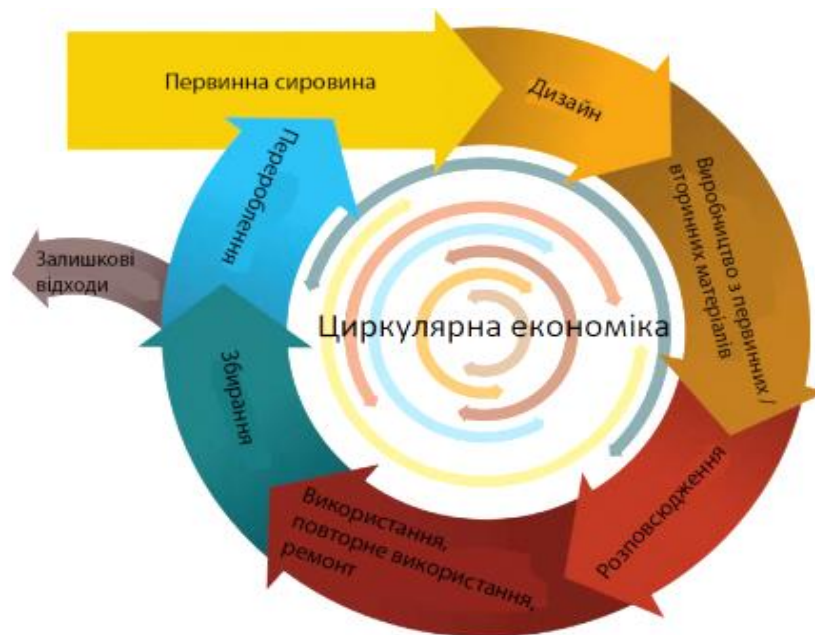 Первинна сировина
Дизайн
Виробництво з первинних /
вторинних матеріалів
Розповсюдження
Використання,
повторне використання,
ремонт
Збирання
Перероблення
Залишкові
відходи
Циркулярна економіка